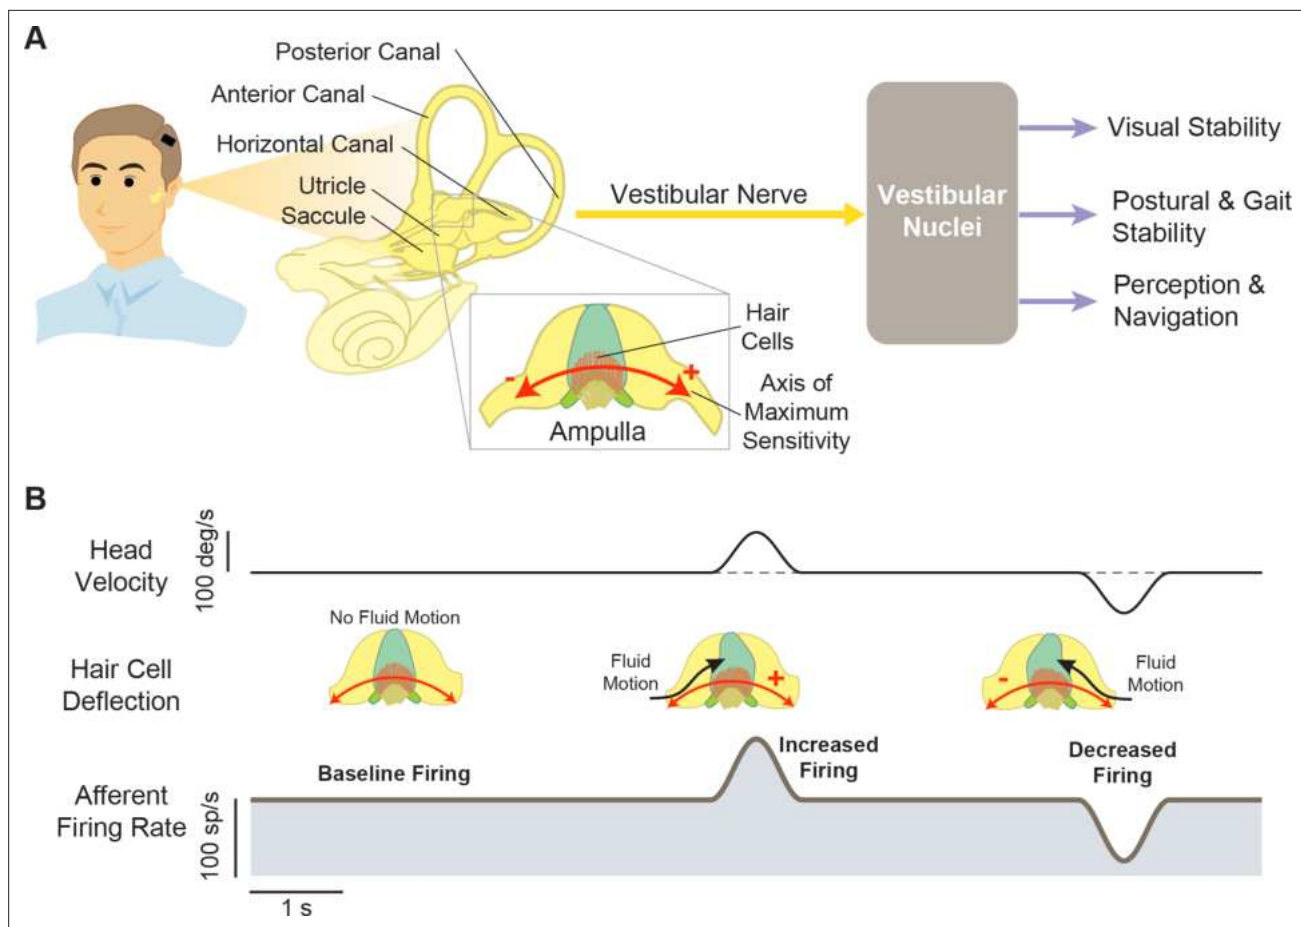 A
Posterior Canal
Anterior Canal
Horizontal Canal
Utricle
Saccule
Vestibular Nerve
Vestibular
Nuclei
Visual Stability
Postural & Gait
Stability
Perception &
Navigation
Hair
Cells
-
+
Axis of
Maximum
Sensitivity
Ampulla
B
Head
Velocity
100 deg/s
No Fluid Motion
Hair Cell
Deflection
Fluid
Motion
+
-
Fluid
Motion
Afferent
Firing Rate
100 sp/s
Baseline Firing
Increased
Firing
Decreased
Firing
1 s